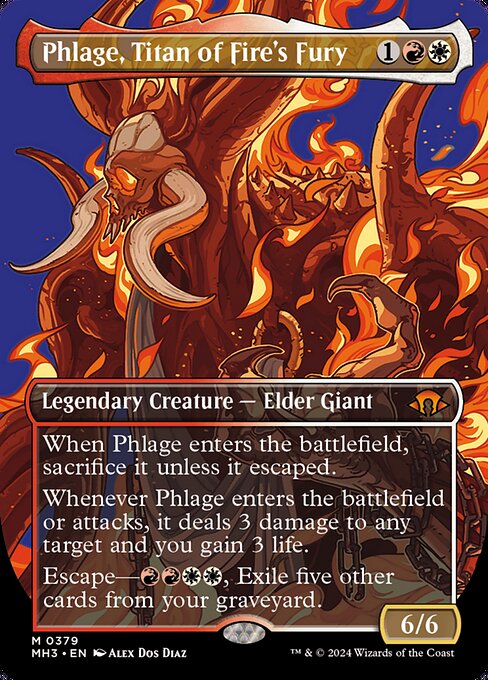 Phlage, Titan of Fire's Fury 1
Legendary Creature — Elder Giant
When Phlage enters the battlefield,
sacrifice it unless it escaped.
Whenever Phlage enters the battlefield
or attacks, it deals 3 damage to any
target and you gain 3 life.
Escape—, Exile five other
cards from your graveyard.
6/6
M 0379
MH3 • EN Alex Dos Diaz
™ & © 2024 Wizards of the Coast